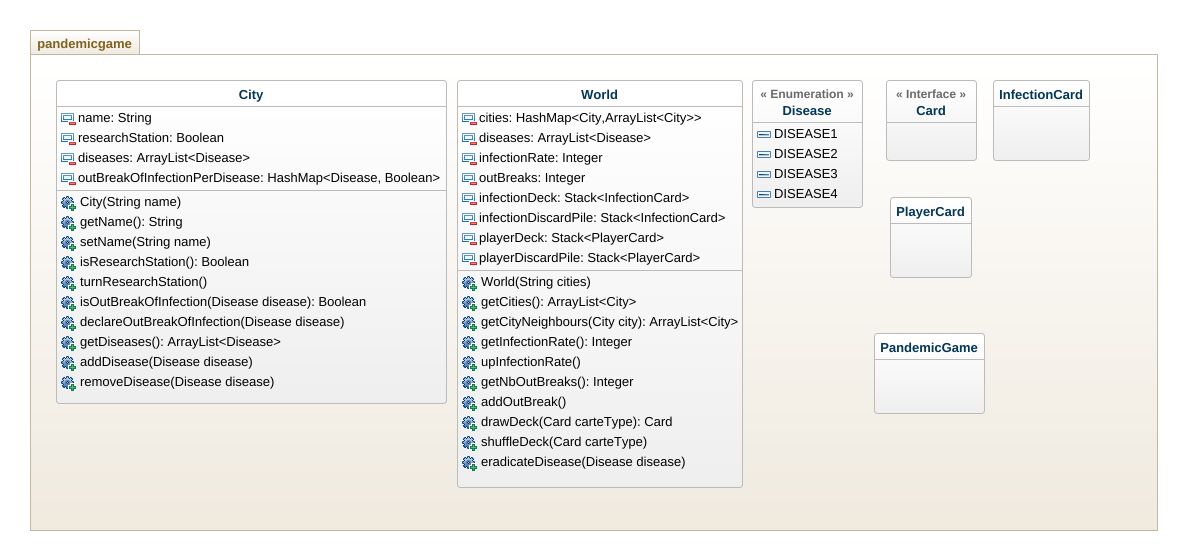 pandemicgame
City
name: String
researchStation: Boolean
diseases: ArrayList<Disease>
outBreakOfInfectionPerDisease: HashMap<Disease, Boolean>
City(String name)
getName(): String
setName(String name)
isResearchStation(): Boolean
turnResearchStation()
isOutBreakOfInfection(Disease disease): Boolean
declareOutBreakOfInfection(Disease disease)
getDiseases(): ArrayList<Disease>
addDisease(Disease disease)
removeDisease(Disease disease)
World
cities: HashMap<City,ArrayList<City>>
diseases: ArrayList<Disease>
infectionRate: Integer
outBreaks: Integer
infectionDeck: Stack<InfectionCard>
infectionDiscardPile: Stack<InfectionCard>
playerDeck: Stack<PlayerCard>
playerDiscardPile: Stack<PlayerCard>
World(String cities)
getCities(): ArrayList<City>
getCityNeighbours(City city): ArrayList<City>
getInfectionRate(): Integer
upInfectionRate()
getNbOutBreaks(): Integer
addOutBreak()
drawDeck(Card carteType): Card
shuffleDeck(Card carteType)
eradicateDisease(Disease disease)
« Enumeration »
Disease
DISEASE1
DISEASE2
DISEASE3
DISEASE4
« Interface »
Card
InfectionCard
PlayerCard
PandemicGame